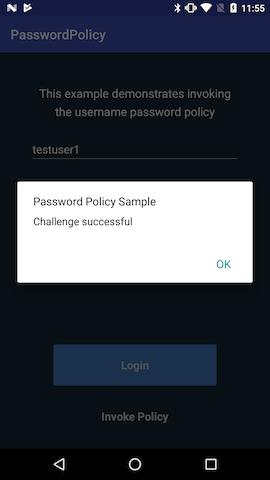 11:55
PasswordPolicy
This example demonstrates invoking
the username password policy
testuser1
Password Policy Sample
Challenge successful
OK
Login
Invoke Policy